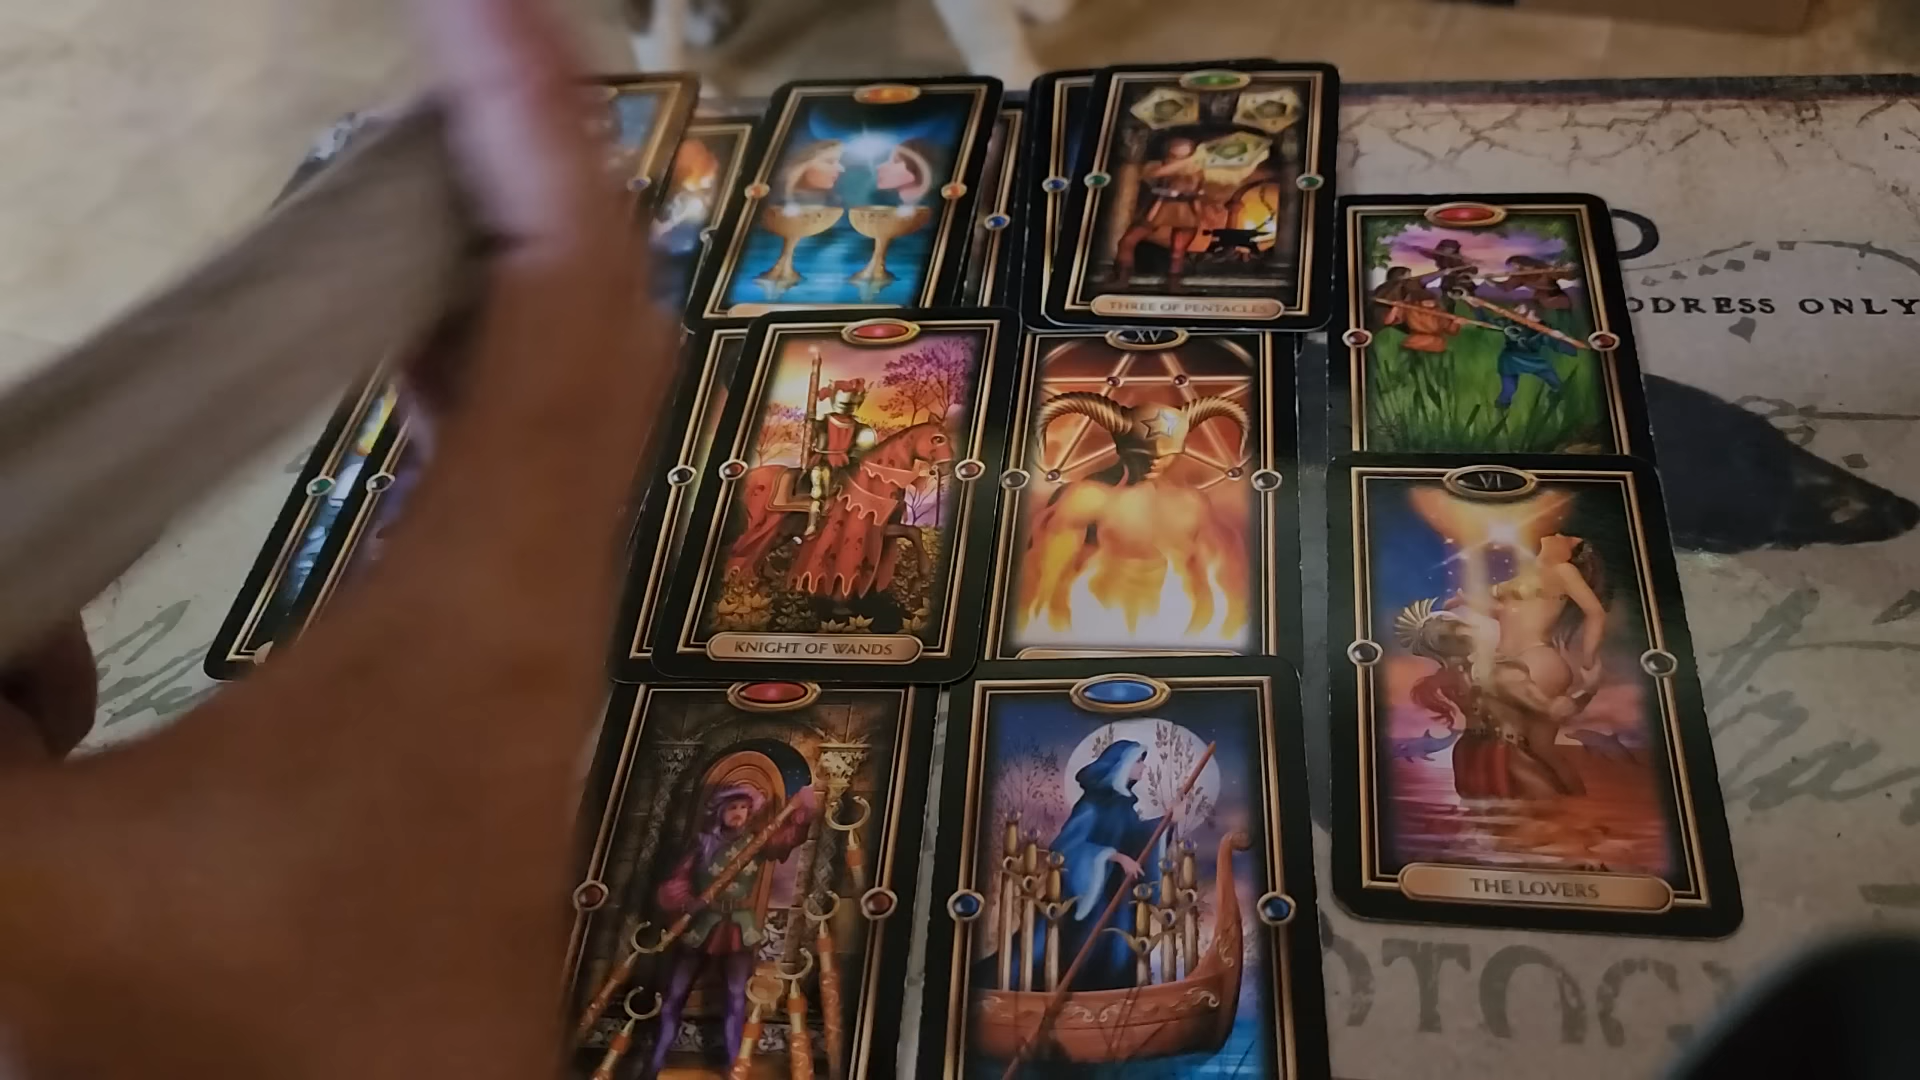 THREE OF PENTACLES
DRESS ONLY
XV
KNIGHT OF WANDS
VI
THE LOVERS